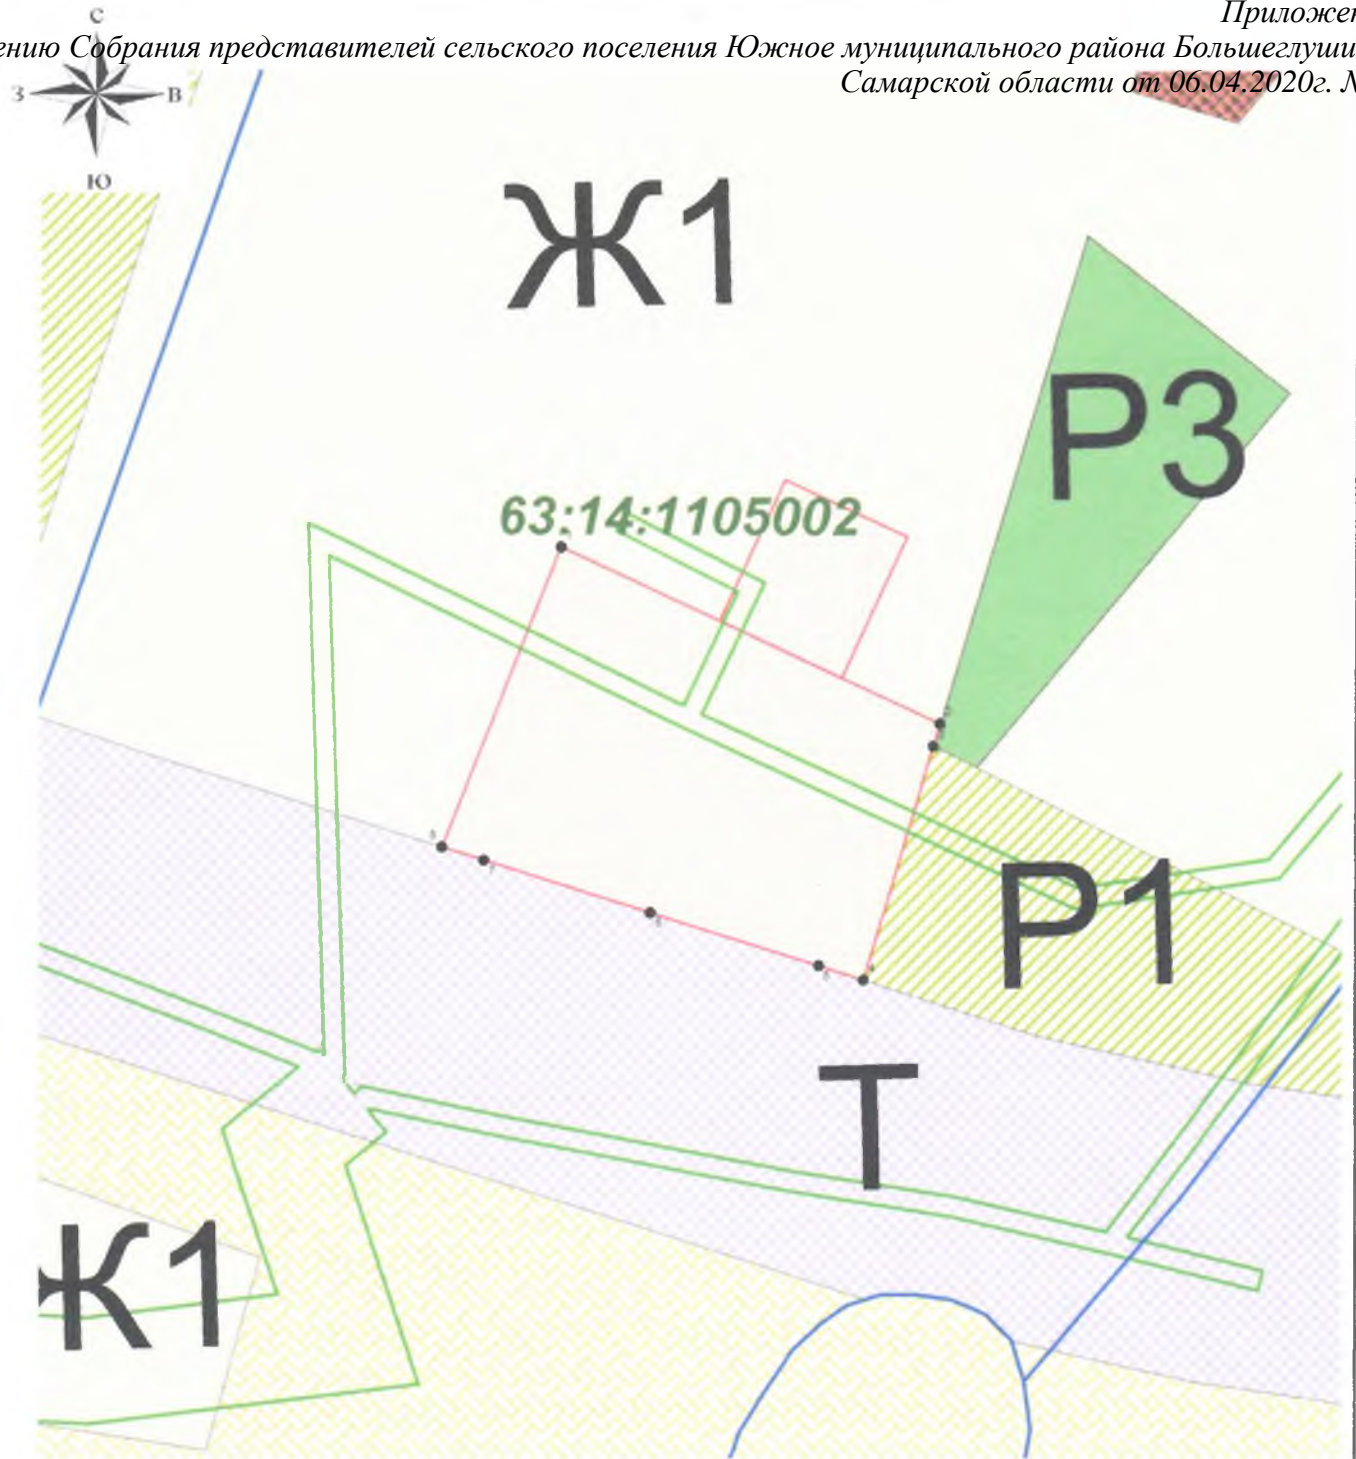 Приложен
ению Собрания представителей сельского поселения Южное муниципального района Большеглуши
Самарской области от 06.04.2020г. №
С
З В
Ю
Ж1
Р3
63:14:1105002
Р1
Т
Ж1